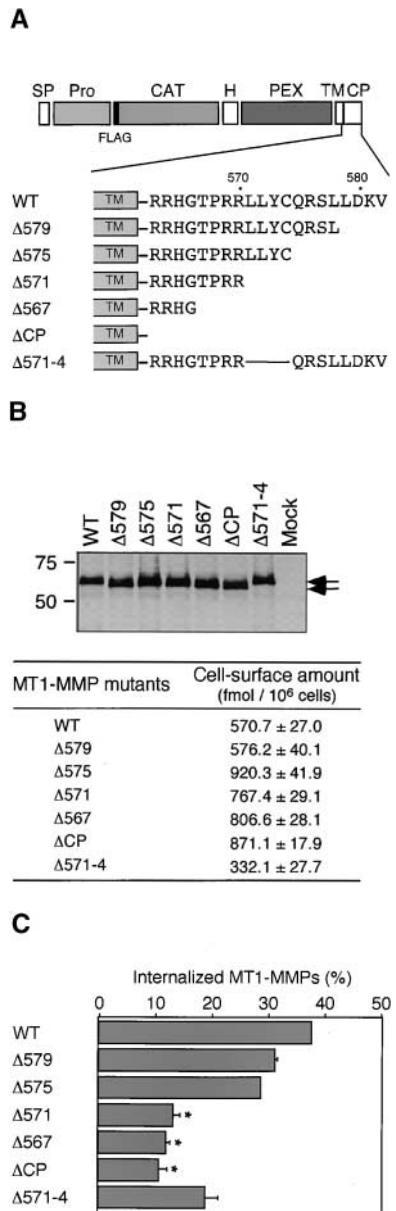 A
SP Pro CAT H PEX TM CP
FLAG
570 580
WT TM RRHGTPRRLLYCQRSLLDKV
Δ579 TM RRHGTPRRLLYCQRSL
Δ575 TM RRHGTPRRLLYC
Δ571 TM RRHGTPRR
Δ567 TM RRHG
ΔCP TM
Δ571-4 TM RRHGTPRR QRSLLDKV
B
WT Δ579 Δ575 Δ571 Δ567 ΔCP Δ571-4 Mock
75
50
MT1-MMP mutants Cell-surface amount
(fmol / 10⁶ cells)
WT 570.7 ± 27.0
Δ579 576.2 ± 40.1
Δ575 920.3 ± 41.9
Δ571 767.4 ± 29.1
Δ567 806.6 ± 28.1
ΔCP 871.1 ± 17.9
Δ571-4 332.1 ± 27.7
C
Internalized MT1-MMPs (%)
0 10 20 30 40 50
WT
Δ579
Δ575
Δ571 *
Δ567 *
ΔCP *
Δ571-4